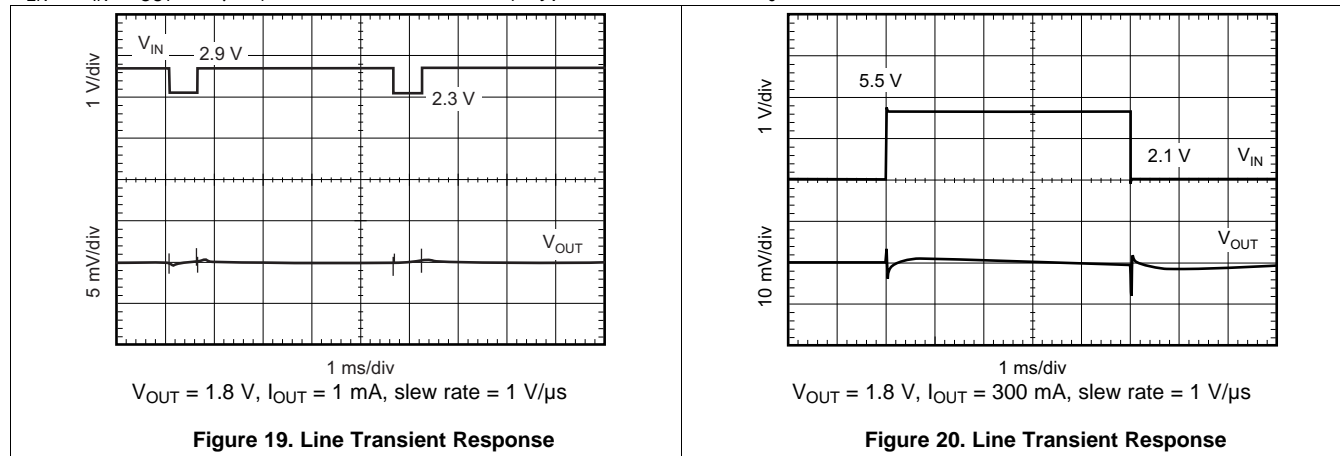 V_IN
2.9 V
2.3 V
1 V/div
V_OUT
5 mV/div
1 ms/div
V_OUT = 1.8 V, I_OUT = 1 mA, slew rate = 1 V/µs
Figure 19. Line Transient Response
5.5 V
1 V/div
2.1 V
V_IN
V_OUT
10 mV/div
1 ms/div
V_OUT = 1.8 V, I_OUT = 300 mA, slew rate = 1 V/µs
Figure 20. Line Transient Response